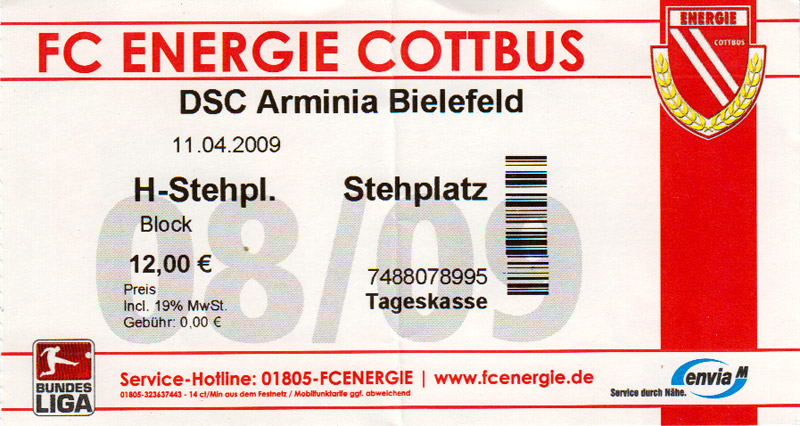 FC ENERGIE COTTBUS
ENERGIE
COTTBUS
DSC Arminia Bielefeld
11.04.2009
H-Stehpl. Stehplatz
Block
08/09
12,00 €
7488078995
Preis
Tageskasse
Incl. 19% MwSt.
Gebühr: 0,00 €
BUNDES
LIGA
Service-Hotline: 01805-FCENERGIE | www.fcenergie.de
01805-323637443 - 14 ct/Min aus dem Festnetz / Mobilfunktarife ggf. abweichend
envia M
Service durch Nähe.